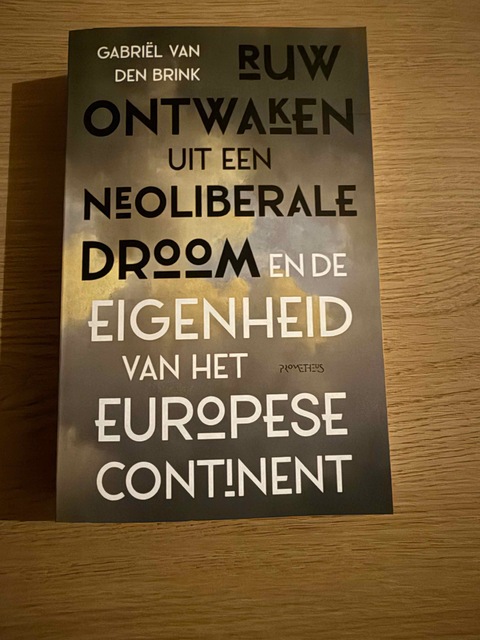 GABRIËL VAN DEN BRINK
RUW
ONTWAKEN
UIT EEN
NEOLIBERALE
DROOM EN DE
EIGENHEID
VAN HET
PROMETHEUS
EUROPESE
CONTINENT